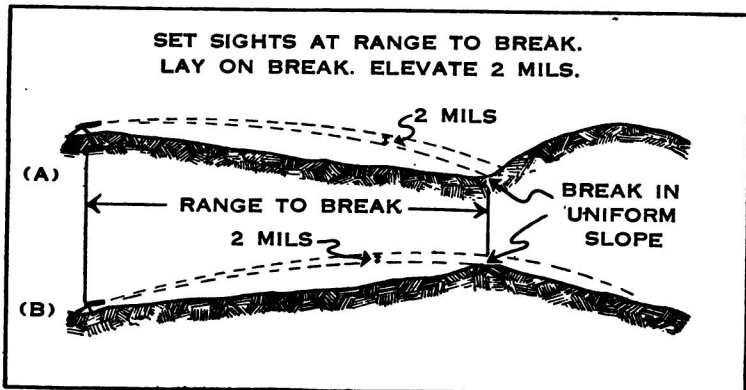 SET SIGHTS AT RANGE TO BREAK.
LAY ON BREAK. ELEVATE 2 MILS.
2 MILS
(A)
RANGE TO BREAK
BREAK IN
UNIFORM
SLOPE
2 MILS
(B)